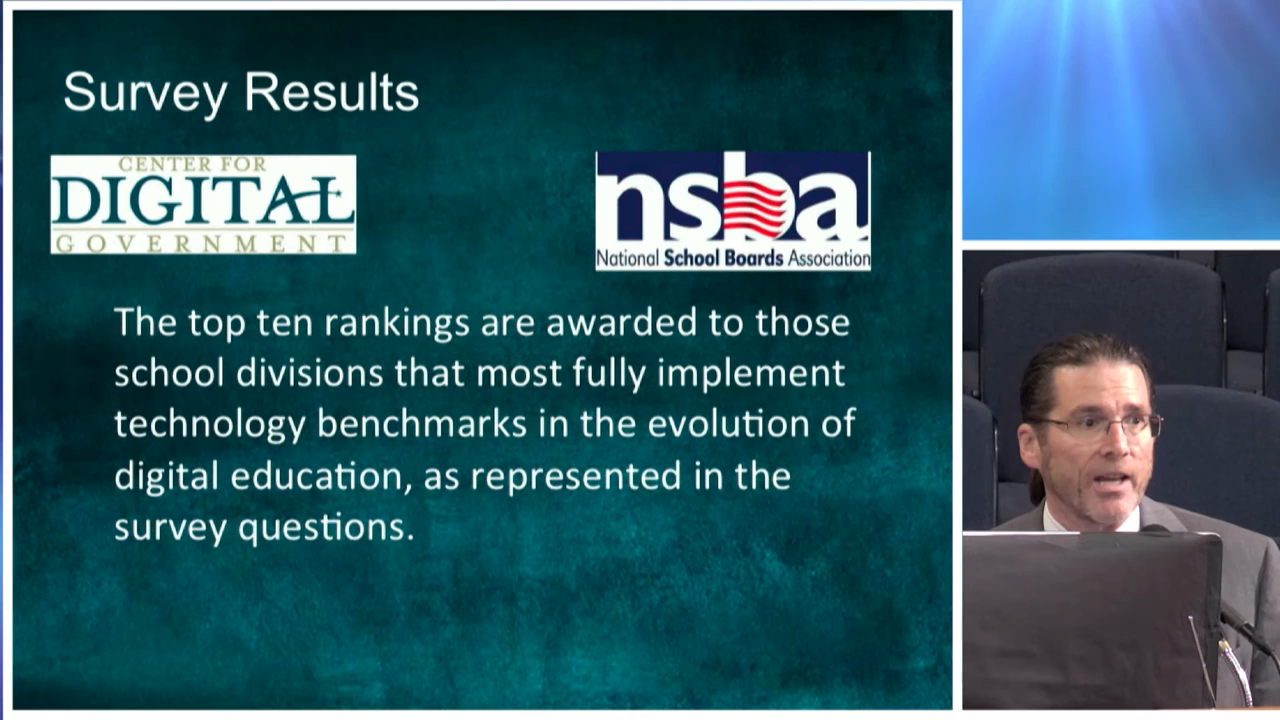 Survey Results
CENTER FOR
DIGITAL
GOVERNMENT
nsba
National School Boards Association
The top ten rankings are awarded to those
school divisions that most fully implement
technology benchmarks in the evolution of
digital education, as represented in the
survey questions.